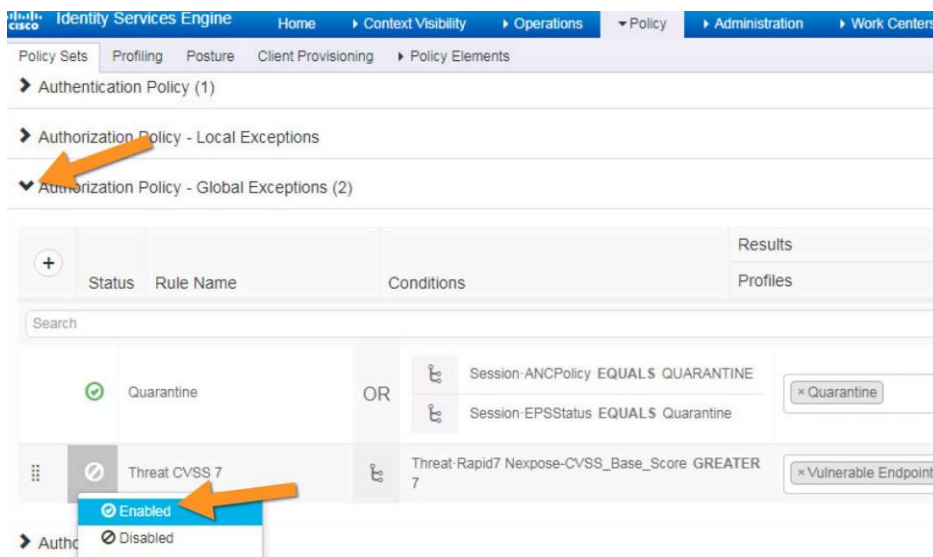 cisco Identity Services Engine Home Context Visibility Operations Policy Administration Work Centers
Policy Sets Profiling Posture Client Provisioning Policy Elements
Authentication Policy (1)
Authorization Policy - Local Exceptions
Authorization Policy - Global Exceptions (2)
+ Status Rule Name Conditions Results
Profiles
Search
Quarantine OR Session·ANCPolicy EQUALS QUARANTINE
Session·EPSStatus EQUALS Quarantine
× Quarantine
Threat CVSS 7 Threat·Rapid7 Nexpose-CVSS_Base_Score GREATER
7
× Vulnerable Endpoint
Enabled
Disabled
Autho